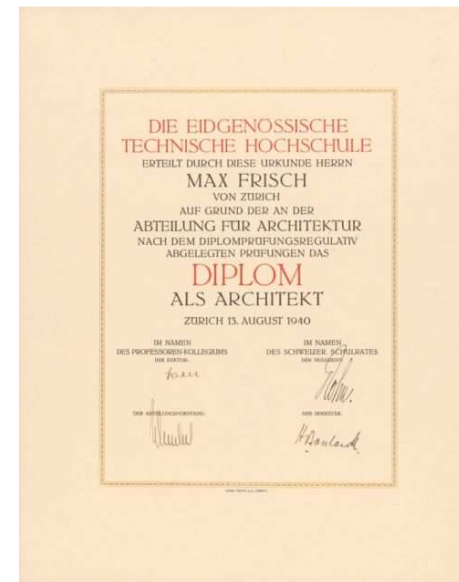 DIE EIDGENÖSSISCHE
TECHNISCHE HOCHSCHULE
ERTEILT DURCH DIESE URKUNDE HERRN
MAX FRISCH
VON ZÜRICH
AUF GRUND DER AN DER
ABTEILUNG FÜR ARCHITEKTUR
NACH DEM DIPLOMPRÜFUNGSREGULATIV
ABGELEGTEN PRÜFUNGEN DAS
DIPLOM
ALS ARCHITEKT
ZÜRICH 13. AUGUST 1940
IM NAMEN
DES PROFESSOREN-KOLLEGIUMS
DER REKTOR:
IM NAMEN
DES SCHWEIZER. SCHULRATES
DER PRÄSIDENT:
DER ABTEILUNGSVORSTAND:
DER SEKRETÄR: